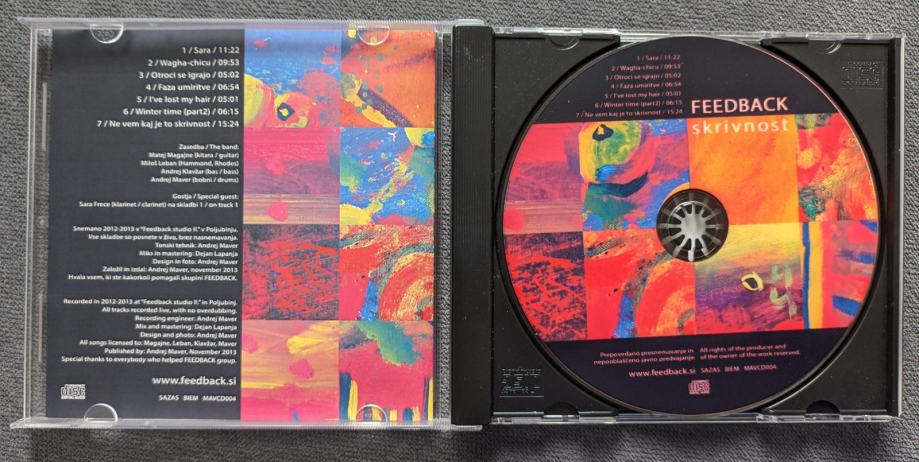 1 / Sara / 11:22
2 / Wagha-chicu / 09:53
3 / Otroci se igrajo / 05:02
4 / Faza umiritve / 06:54
5 / I've lost my hair / 05:01
6 / Winter time (part2) / 06:15
7 / Ne vem kaj je to skrivnost / 15:24
Zasedba / The band:
Matej Magajne (kitara / guitar)
Miloš Leban (Hammond, Rhodes)
Andrej Klavžar (bas / bass)
Andrej Maver (bobni / drums)
Gostja / Special guest:
Sara Frece (klarinet / clarinet) na skladbi 1 / on track 1
Snemano 2012-2013 v "Feedback studio II." v Poljubinju.
Vse skladbe so posnete v živo, brez nasnemavanja.
Tonski tehnik: Andrej Maver
Miks in mastering: Dejan Lapanja
Design in foto: Andrej Maver
Založil in izdal: Andrej Maver, november 2013
Hvala vsem, ki ste kakorkoli pomagali skupini FEEDBACK.
Recorded in 2012-2013 at "Feedback studio II." in Poljubinj.
All tracks recorded live, with no overdubbing.
Recording engineer: Andrej Maver
Mix and mastering: Dejan Lapanja
Design and photo: Andrej Maver
All songs licensed to: Magajne, Leban, Klavžar, Maver
Published by: Andrej Maver, November 2013
Special thanks to everybody who helped FEEDBACK group.
www.feedback.si
SAZAS BIEM MAVCD004
disc
1 / Sara / 11:22
2 / Wagha-chicu / 09:53
3 / Otroci se igrajo / 05:02
4 / Faza umiritve / 06:54
5 / I've lost my hair / 05:01
6 / Winter time (part2) / 06:15
7 / Ne vem kaj je to skrivnost / 15:24
FEEDBACK
skrivnost
Prepovedano presnemavanje in
nepooblaščeno javno predvajanje.
All rights of the producer and
of the owner of the work reserved.
www.feedback.si SAZAS BIEM MAVCD004
disc